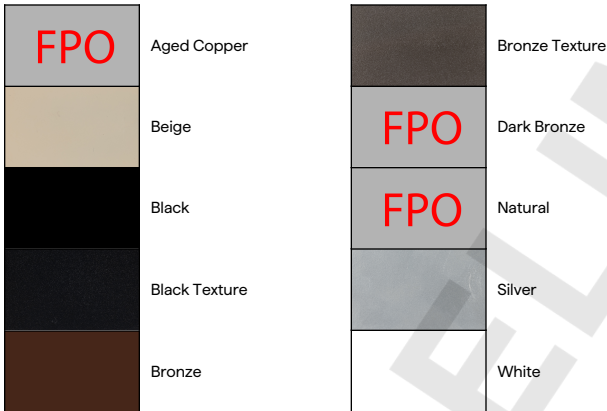 FPO
Aged Copper
Beige
Black
Black Texture
Bronze
Bronze Texture
FPO
Dark Bronze
FPO
Natural
Silver
White